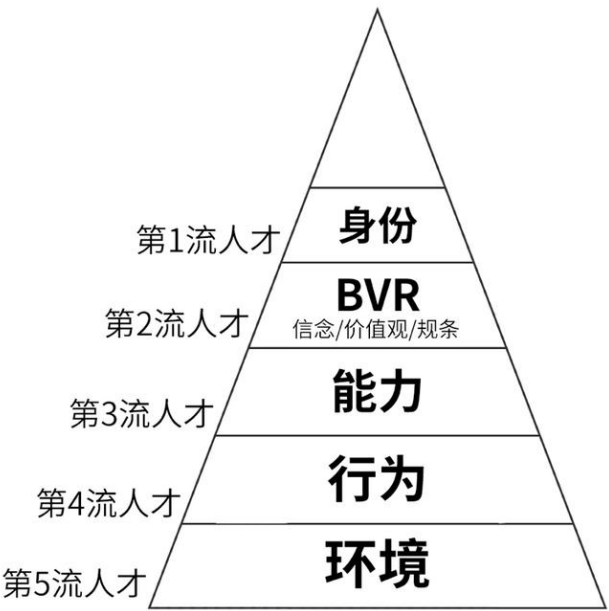 第1流人才
身份
第2流人才
BVR
信念/价值观/规条
第3流人才
能力
第4流人才
行为
第5流人才
环境